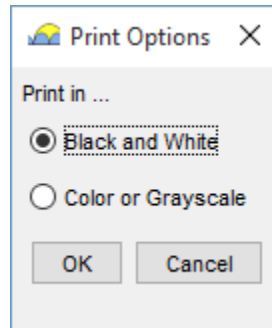 Print Options
Print in ...
Black and White
Color or Grayscale
OK Cancel